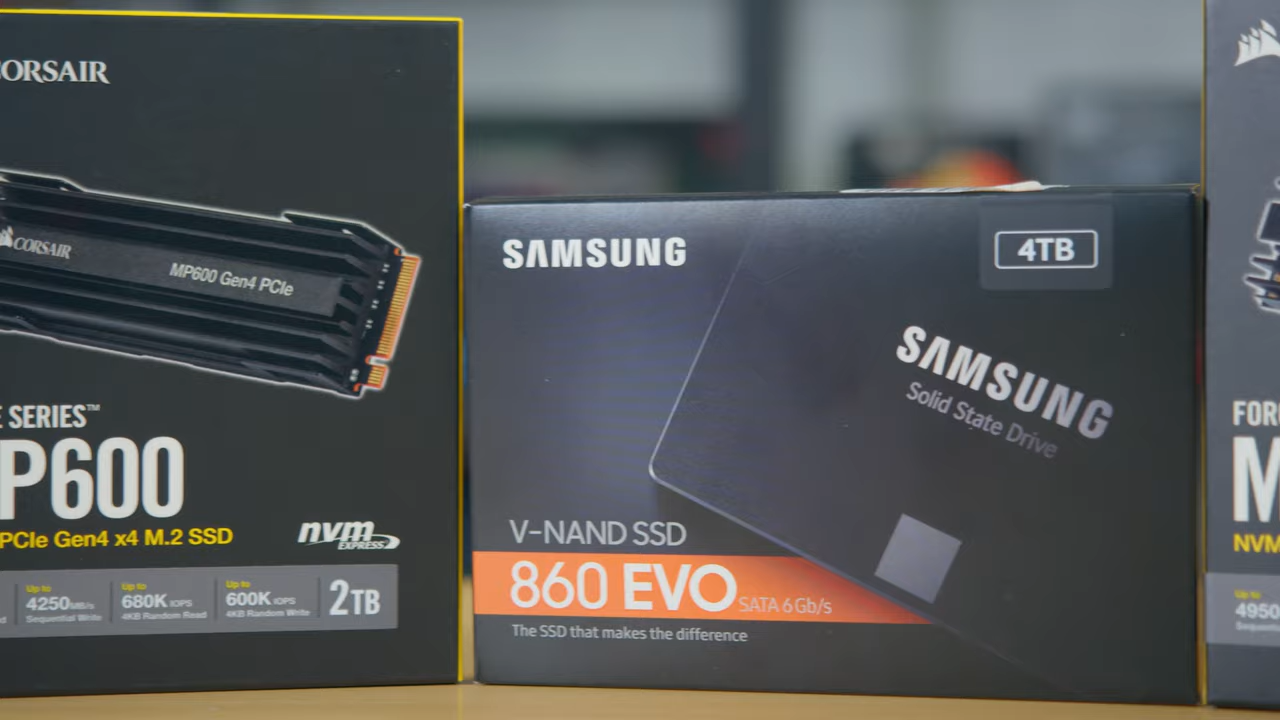 CORSAIR
CORSAIR
MP600 Gen4 PCIe
E SERIES™
P600
PCIe Gen4 x4 M.2 SSD
nvm
EXPRESS
Up to
4250MB/s
Sequential Write
Up to
680K IOPS
4KB Random Read
Up to
600K IOPS
4KB Random Write
2TB
SAMSUNG
4TB
SAMSUNG
Solid State Drive
V-NAND SSD
860 EVO SATA 6 Gb/s
The SSD that makes the difference
FOR
M
NVM
Up to
4950